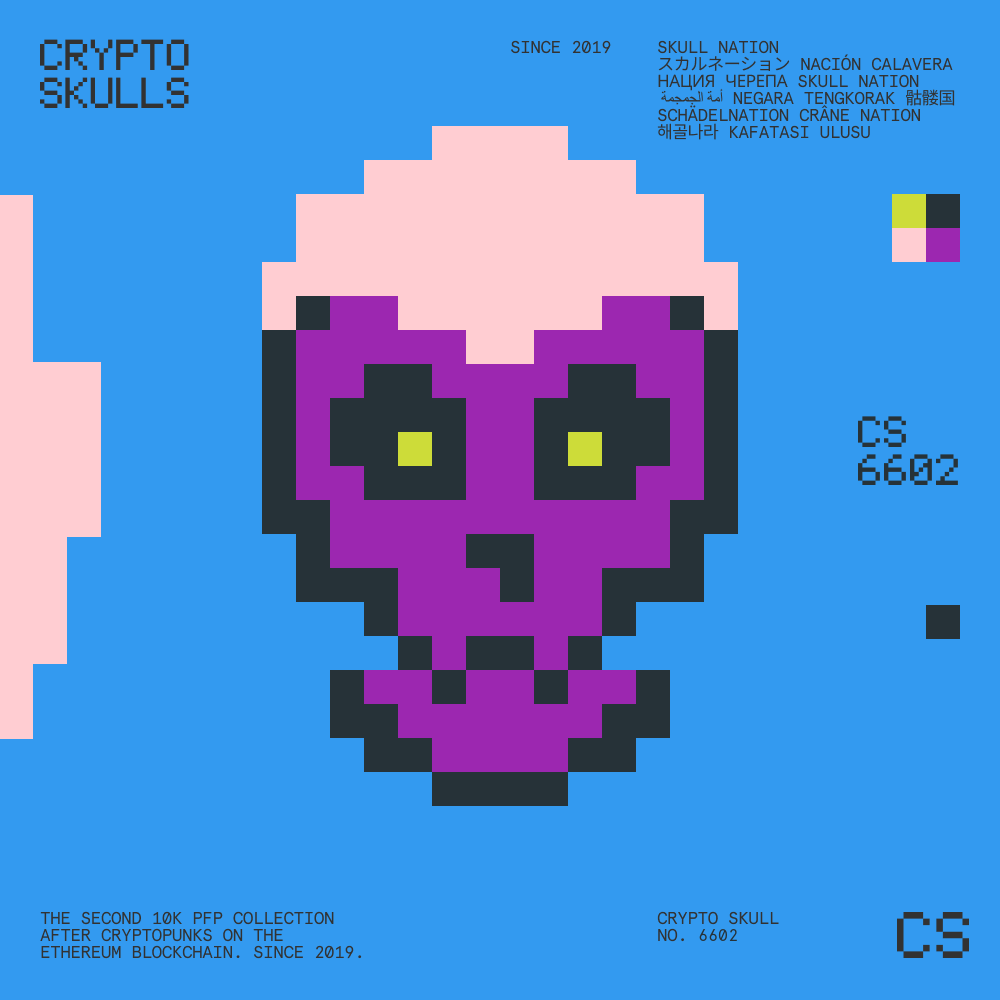 CRYPTO
SKULLS
SINCE 2019
SKULL NATION
スカルネーション NACIÓN CALAVERA
НАЦИЯ ЧЕРЕПА SKULL NATION
أمة الجمجمة NEGARA TENGKORAK 骷髅国
SCHÄDELNATION CRÂNE NATION
해골나라 KAFATASI ULUSU
CS
6602
THE SECOND 10K PFP COLLECTION
AFTER CRYPTOPUNKS ON THE
ETHEREUM BLOCKCHAIN. SINCE 2019.
CRYPTO SKULL
NO. 6602
CS